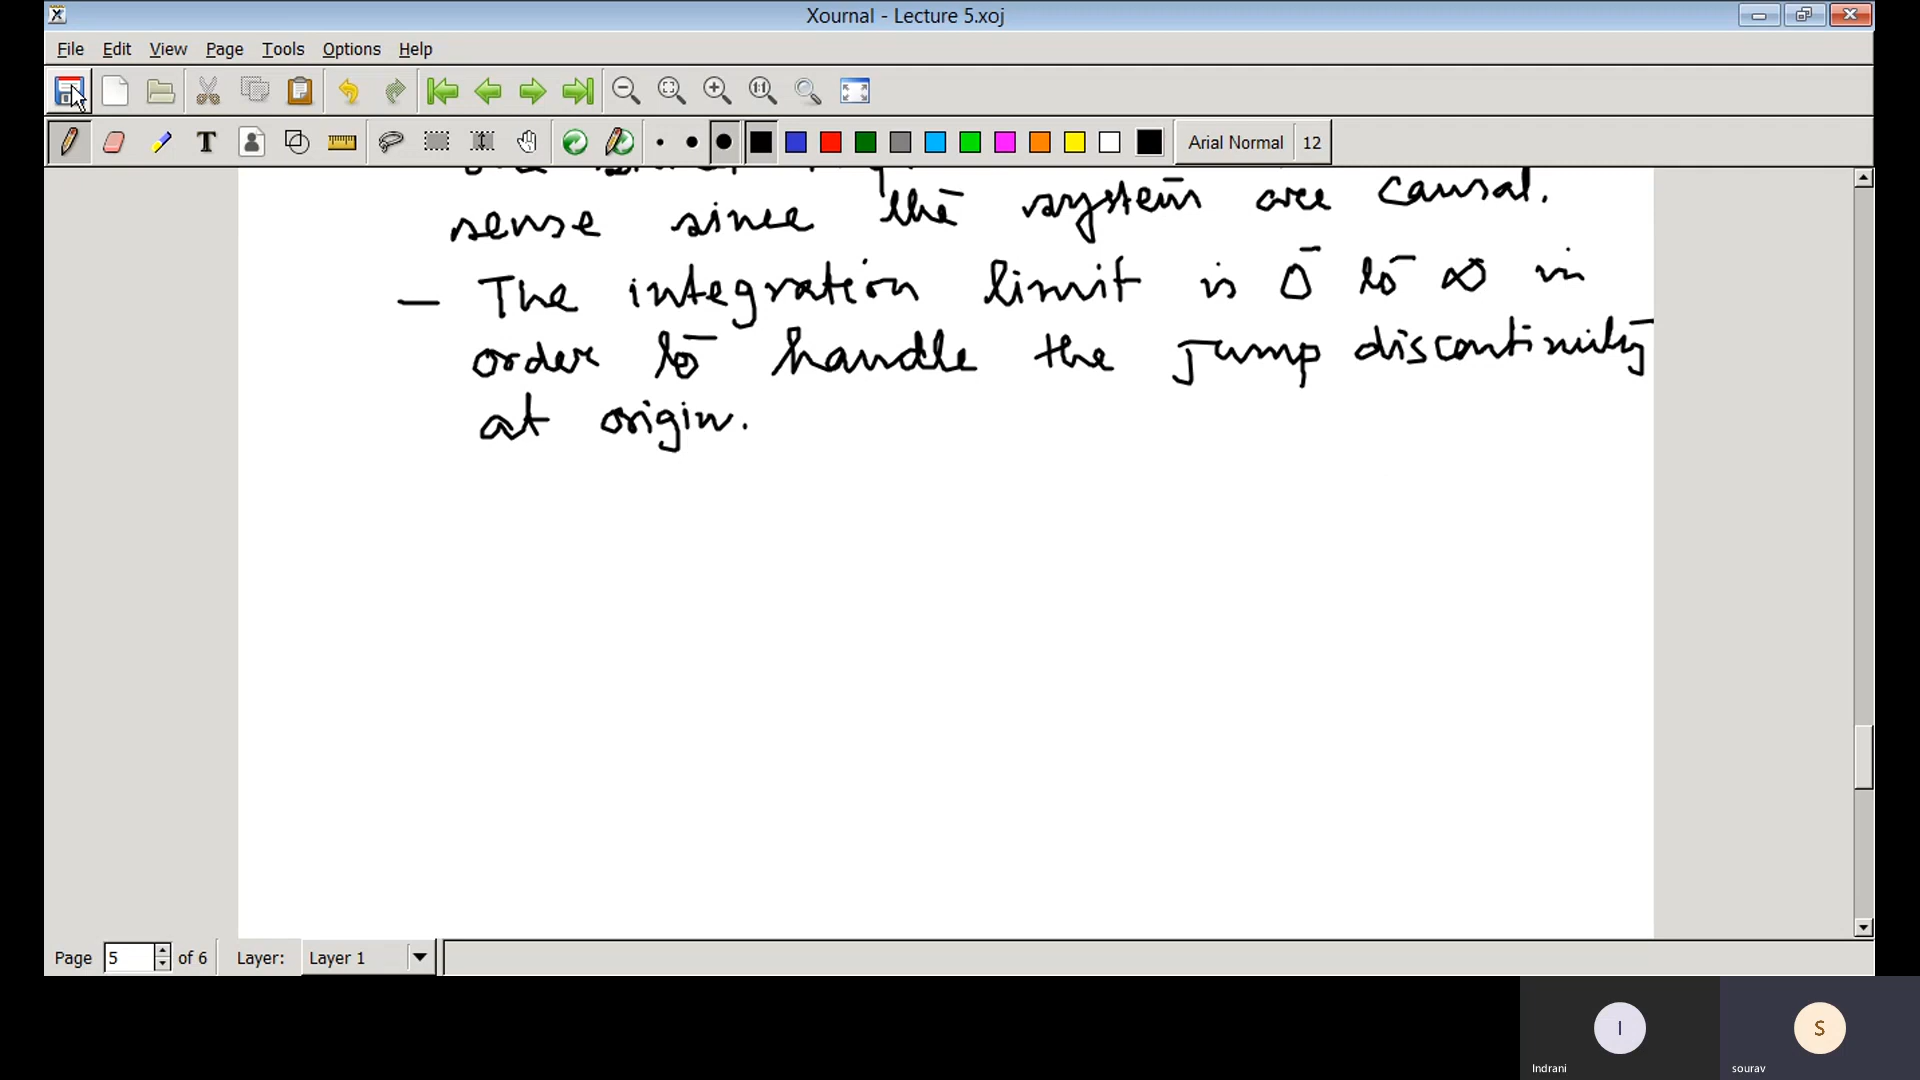 Xournal - Lecture 5.xoj
File Edit View Page Tools Options Help
Arial Normal 12
sense since the system are causal.
— The integration limit is 0⁻ to ∞ in
order to handle the jump discontinuity
at origin.
Page 5 of 6 Layer: Layer 1
I S
Indrani sourav